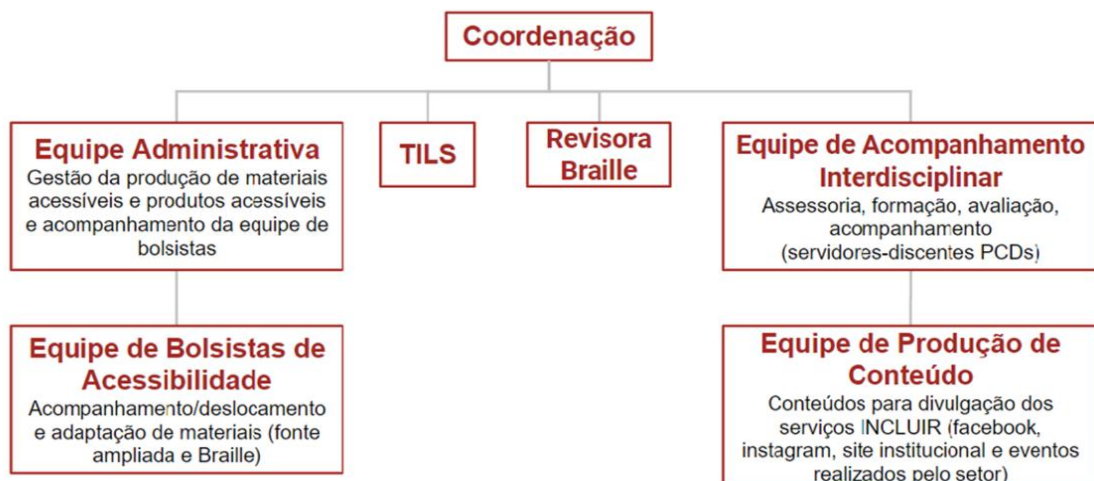 Coordenação
Equipe Administrativa
Gestão da produção de materiais
acessíveis e produtos acessíveis
e acompanhamento da equipe de
bolsistas
TILS
Revisora
Braille
Equipe de Acompanhamento
Interdisciplinar
Assessoria, formação, avaliação,
acompanhamento
(servidores-discentes PCDs)
Equipe de Bolsistas de
Acessibilidade
Acompanhamento/deslocamento
e adaptação de materiais (fonte
ampliada e Braille)
Equipe de Produção de
Conteúdo
Conteúdos para divulgação dos
serviços INCLUIR (facebook,
instagram, site institucional e eventos
realizados pelo setor)